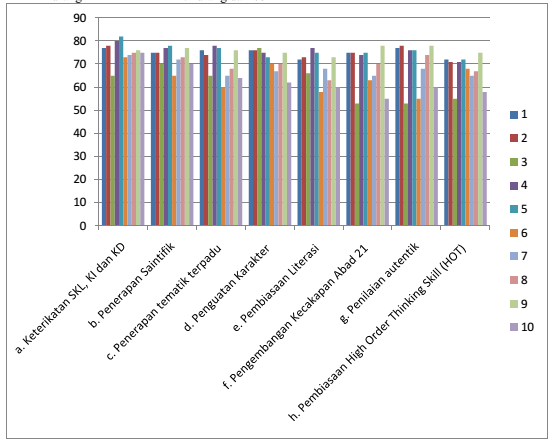 90
80
70
60
50
40
30
20
10
0
a. Keterikatan SKL, KI dan KD
b. Penerapan Saintifik
c. Penerapan tematik terpadu
d. Penguatan Karakter
e. Pembiasaan Literasi
f. Pengembangan Kecakapan Abad 21
g. Penilaian autentik
h. Pembiasaan High Order Thinking Skill (HOT)
1
2
3
4
5
6
7
8
9
10